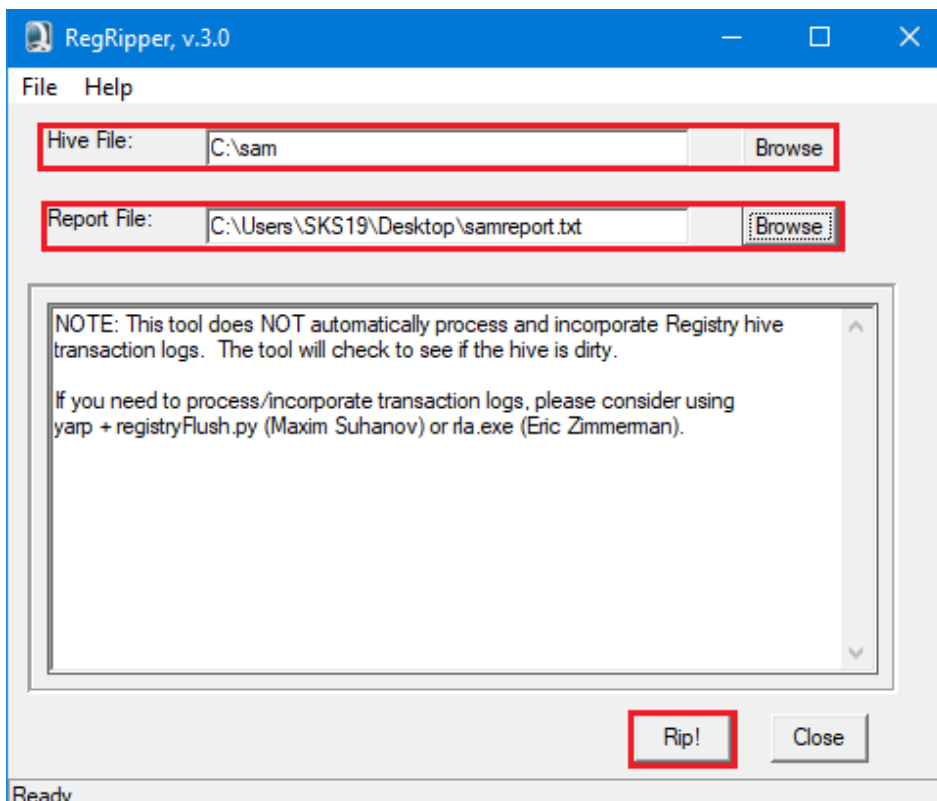 RegRipper, v.3.0
File Help
Hive File: C:\sam Browse
Report File: C:\Users\SKS19\Desktop\samreport.txt Browse
NOTE: This tool does NOT automatically process and incorporate Registry hive
transaction logs. The tool will check to see if the hive is dirty.
If you need to process/incorporate transaction logs, please consider using
yarp + registryFlush.py (Maxim Suhanov) or rla.exe (Eric Zimmerman).
Rip! Close
Ready